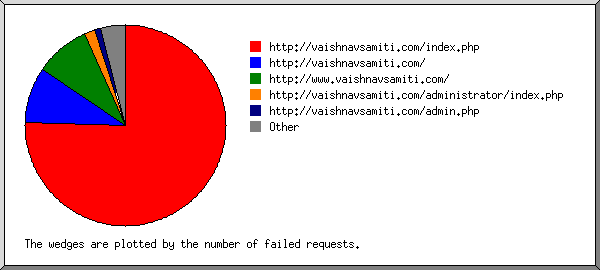 http://vaishnavsamiti.com/index.php
http://vaishnavsamiti.com/
http://www.vaishnavsamiti.com/
http://vaishnavsamiti.com/administrator/index.php
http://vaishnavsamiti.com/admin.php
Other
The wedges are plotted by the number of failed requests.